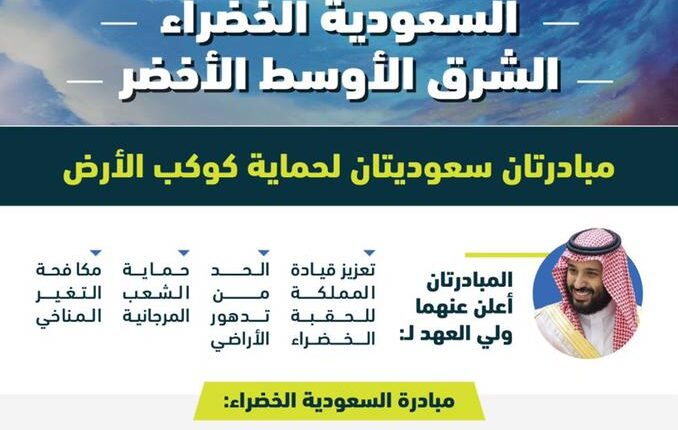 السعودية الخضراء
الشرق الأوسط الأخضر
مبادرتان سعوديتان لحماية كوكب الأرض
المبادرتان
أعلن عنهما
ولي العهد لـ:
تعزيز قيادة
المملكة
للحقبة
الخضراء
الحد
من
تدهور
الأراضي
حماية
الشعب
المرجانية
مكافحة
التغير
المناخي
مبادرة السعودية الخضراء: